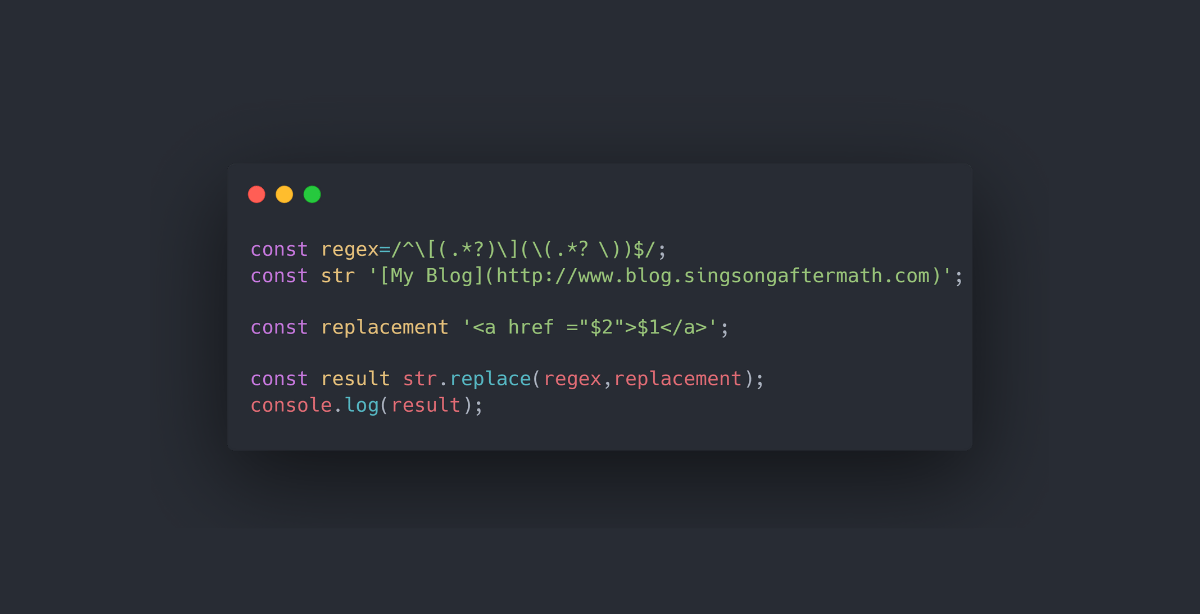 const regex=/^\[(.*?)\](\(.*? \))$/;
const str '[My Blog](http://www.blog.singsongaftermath.com)';
const replacement '<a href ="$2">$1</a>';
const result str.replace(regex,replacement);
console.log(result);